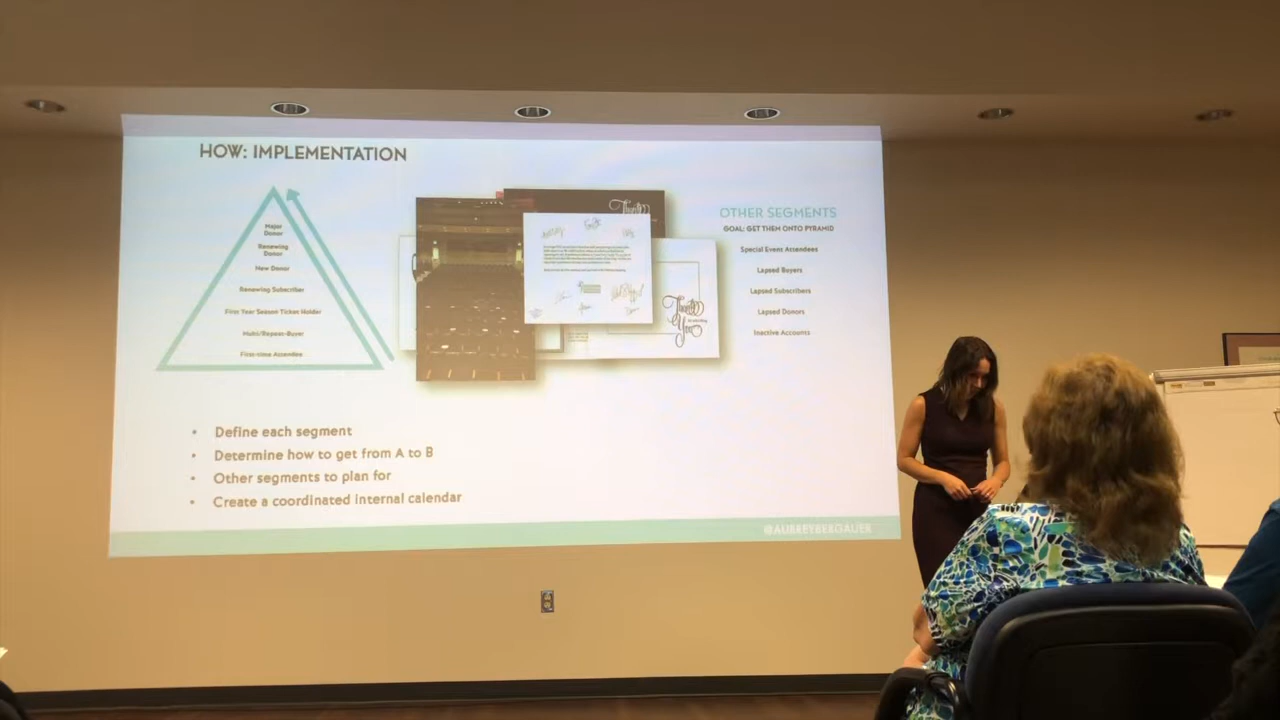 HOW: IMPLEMENTATION
Major
Donor
Renewing
Donor
New Donor
Renewing Subscriber
First Year Season Ticket Holder
Multi/Repeat-Buyer
First-time Attendee
Thank
Thank
You
OTHER SEGMENTS
GOAL: GET THEM ONTO PYRAMID
Special Event Attendees
Lapsed Buyers
Lapsed Subscribers
Lapsed Donors
Inactive Accounts
• Define each segment
• Determine how to get from A to B
• Other segments to plan for
• Create a coordinated internal calendar
@AUBREYBERGAUER